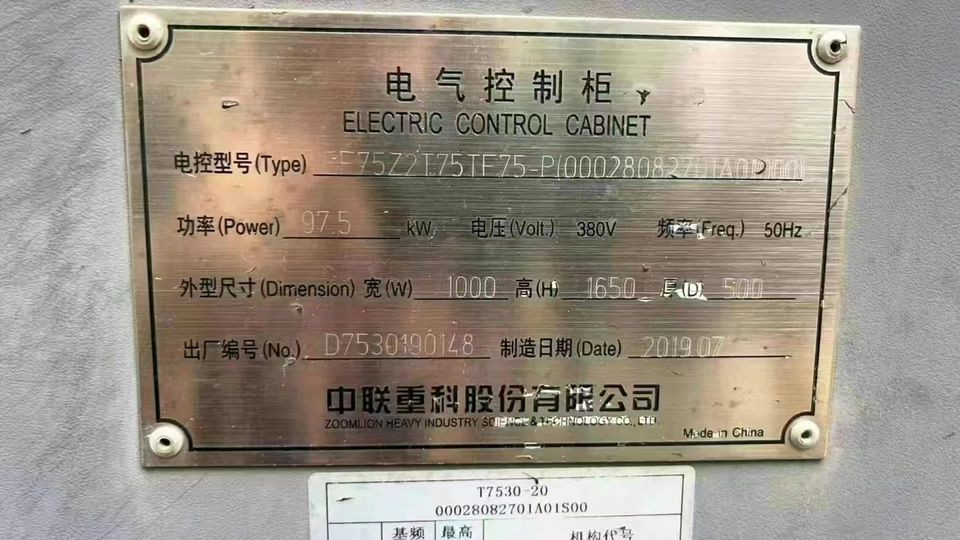 电气控制柜
ELECTRIC CONTROL CABINET
电控型号(Type) F75Z2T75TF75-P(00028082701A01
功率(Power) 97.5 kW 电压(Volt.) 380V 频率(Freq.) 50Hz
外型尺寸(Dimension) 宽(W) 1000 高(H) 1650 厚(D) 500
出厂编号(No.) D7530190148 制造日期(Date) 2019.07
中联重科股份有限公司
ZOOMLION HEAVY INDUSTRY SCIENCE & TECHNOLOGY CO., LTD.
Made in China
T7530-20
00028082701A01S00
基频 最高 机构代号